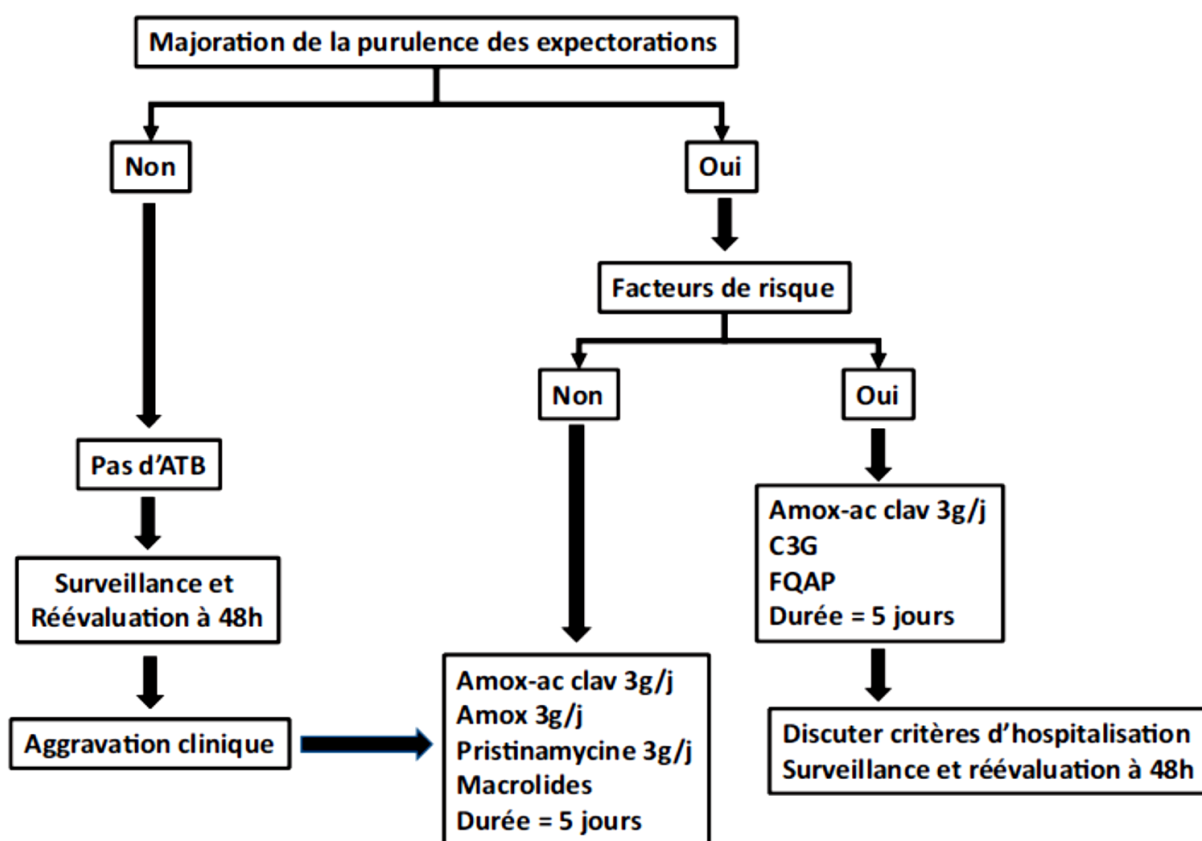 Majoration de la purulence des expectorations
Non
Oui
Facteurs de risque
Non
Oui
Pas d'ATB
Surveillance et
Réévaluation à 48h
Aggravation clinique
Amox-ac clav 3g/j
Amox 3g/j
Pristinamycine 3g/j
Macrolides
Durée = 5 jours
Amox-ac clav 3g/j
C3G
FQAP
Durée = 5 jours
Discuter critères d'hospitalisation
Surveillance et réévaluation à 48h